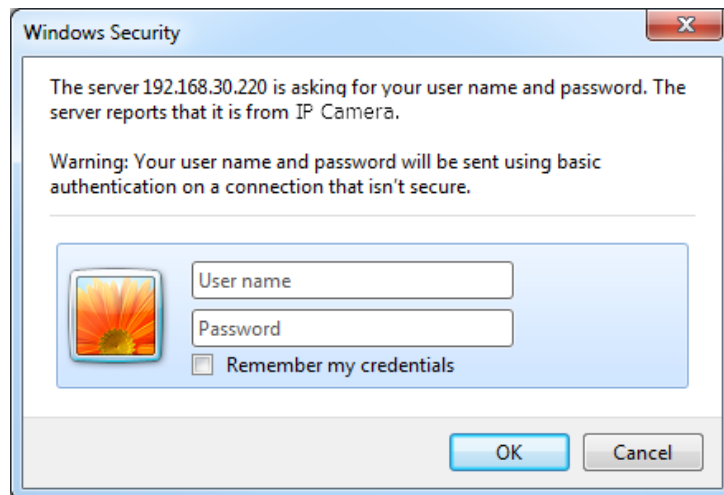 Windows Security
The server 192.168.30.220 is asking for your user name and password. The
server reports that it is from IP Camera.
Warning: Your user name and password will be sent using basic
authentication on a connection that isn't secure.
User name
Password
Remember my credentials
OK
Cancel